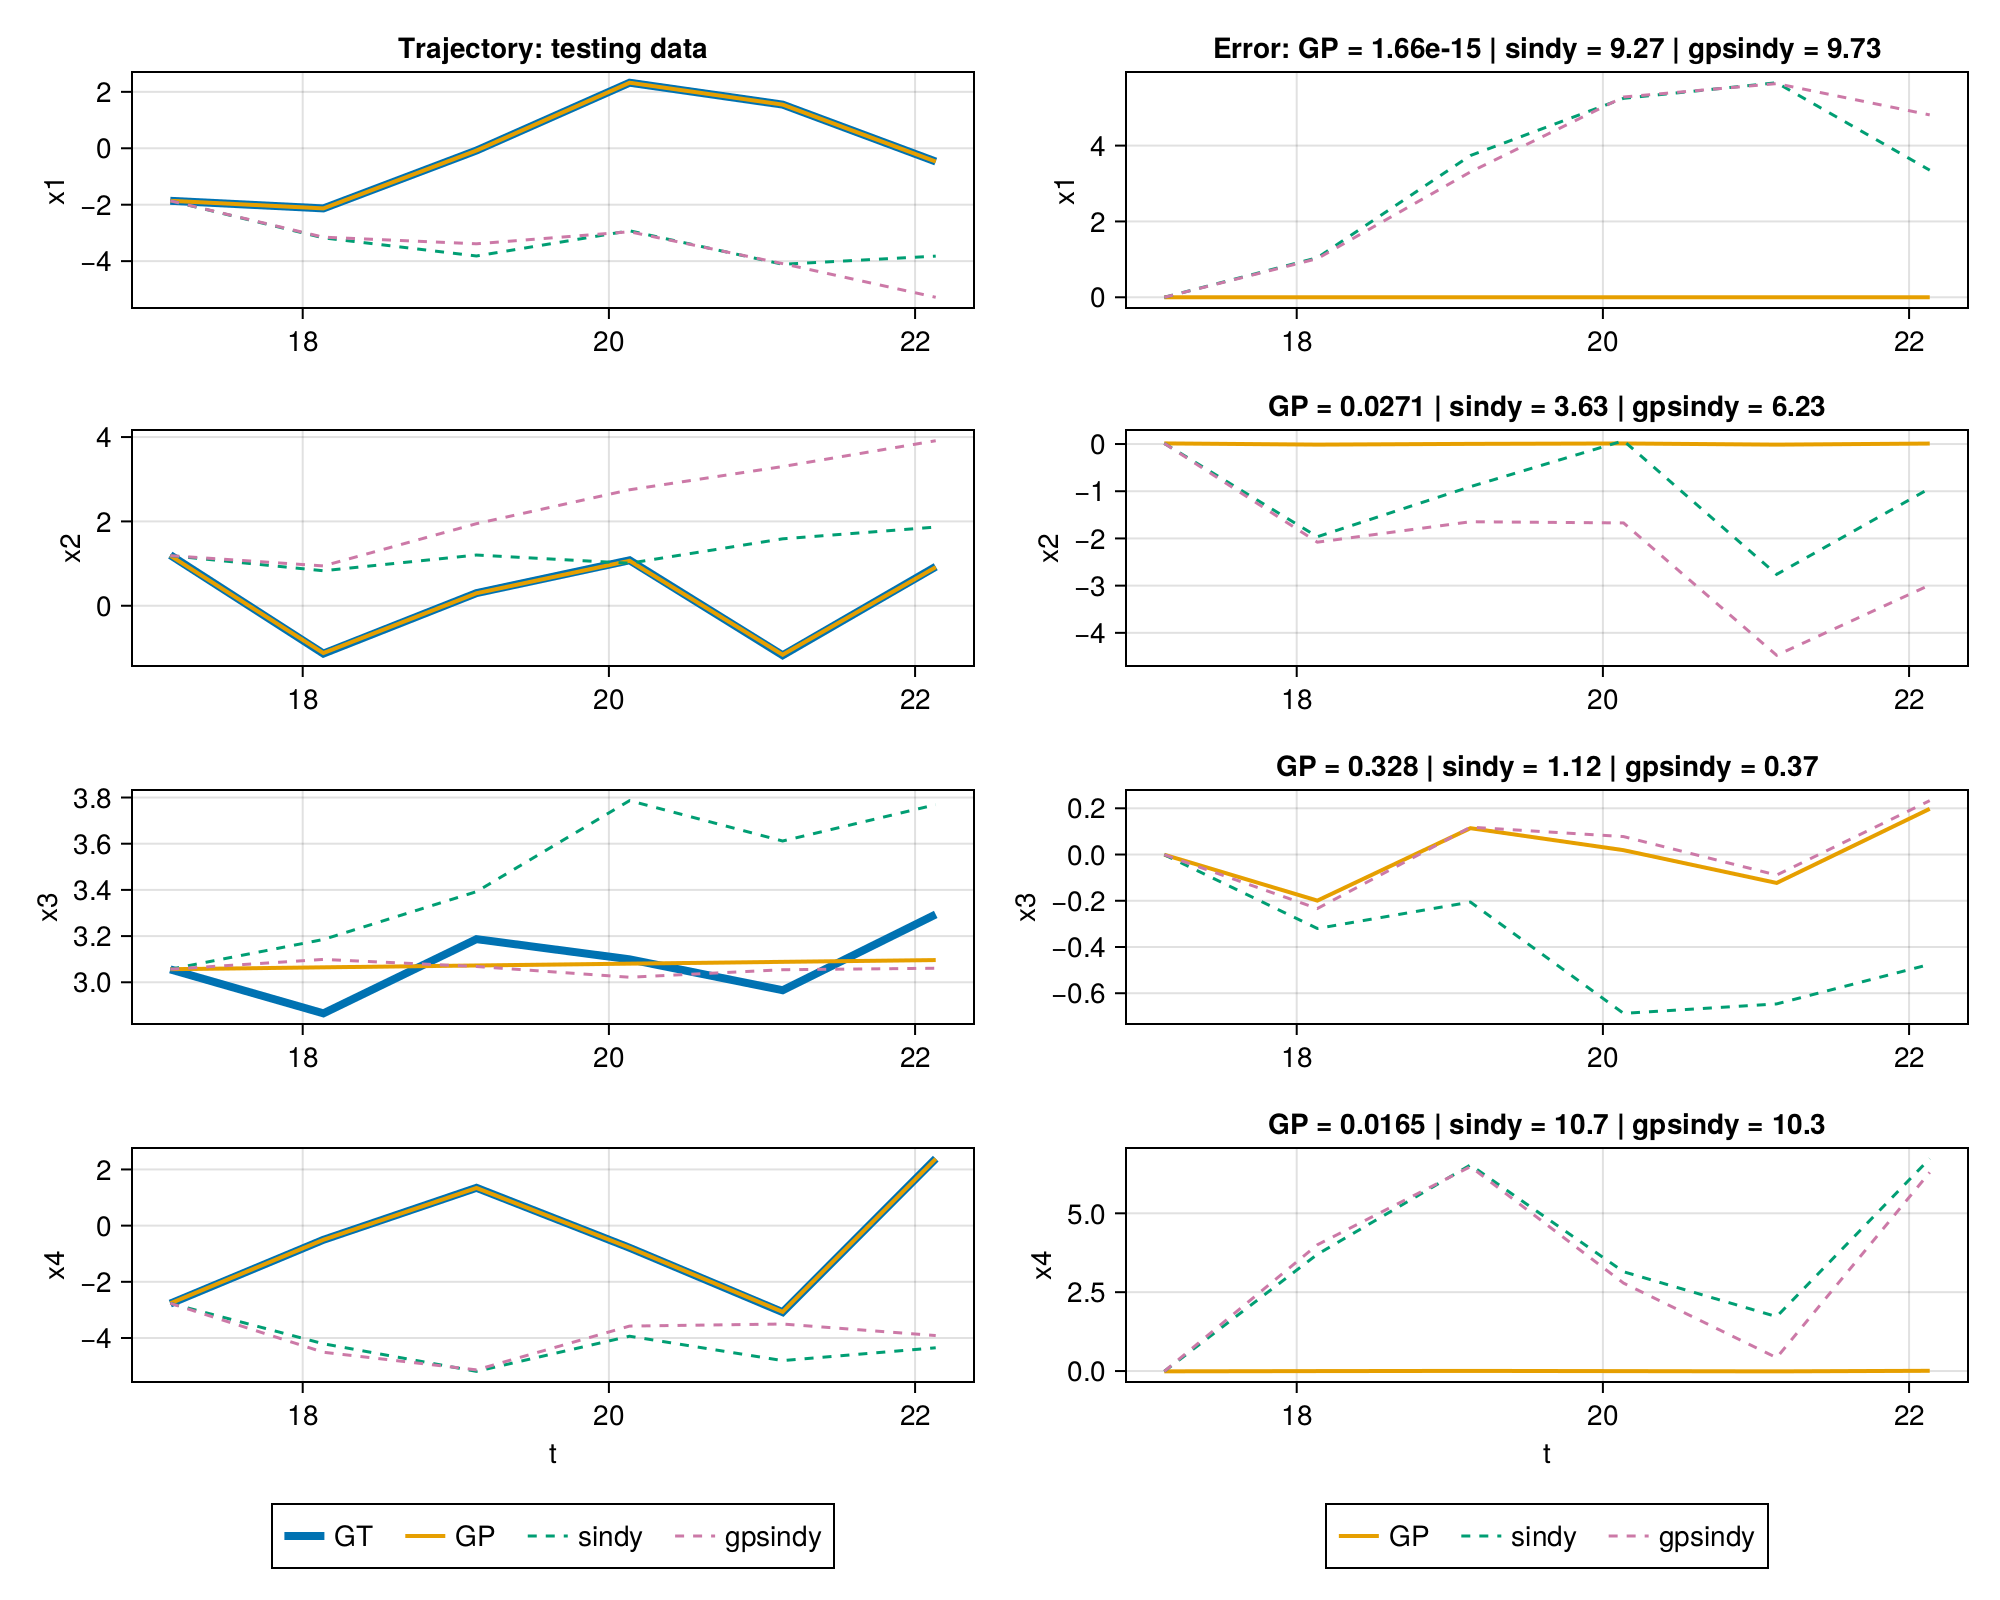 Trajectory: testing data
2
0
−2
−4
x1
18 20 22
Error: GP = 1.66e-15 | sindy = 9.27 | gpsindy = 9.73
4
2
0
x1
18 20 22
4
2
0
x2
18 20 22
GP = 0.0271 | sindy = 3.63 | gpsindy = 6.23
0
−1
−2
−3
−4
x2
18 20 22
3.8
3.6
3.4
3.2
3.0
x3
18 20 22
GP = 0.328 | sindy = 1.12 | gpsindy = 0.37
0.2
0.0
−0.2
−0.4
−0.6
x3
18 20 22
2
0
−2
−4
x4
18 20 22
t
GP = 0.0165 | sindy = 10.7 | gpsindy = 10.3
5.0
2.5
0.0
x4
18 20 22
t
GT GP sindy gpsindy
GP sindy gpsindy